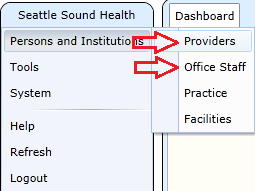 Seattle Sound Health
Dashboard
Persons and Institutions
Providers
Tools
Office Staff
System
Practice
Facilities
Help
Refresh
Logout